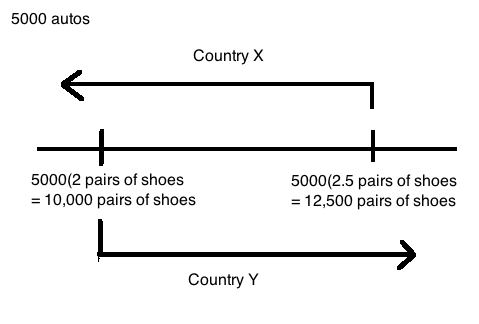 5000 autos
Country X
5000(2 pairs of shoes
= 10,000 pairs of shoes
5000(2.5 pairs of shoes
= 12,500 pairs of shoes
Country Y